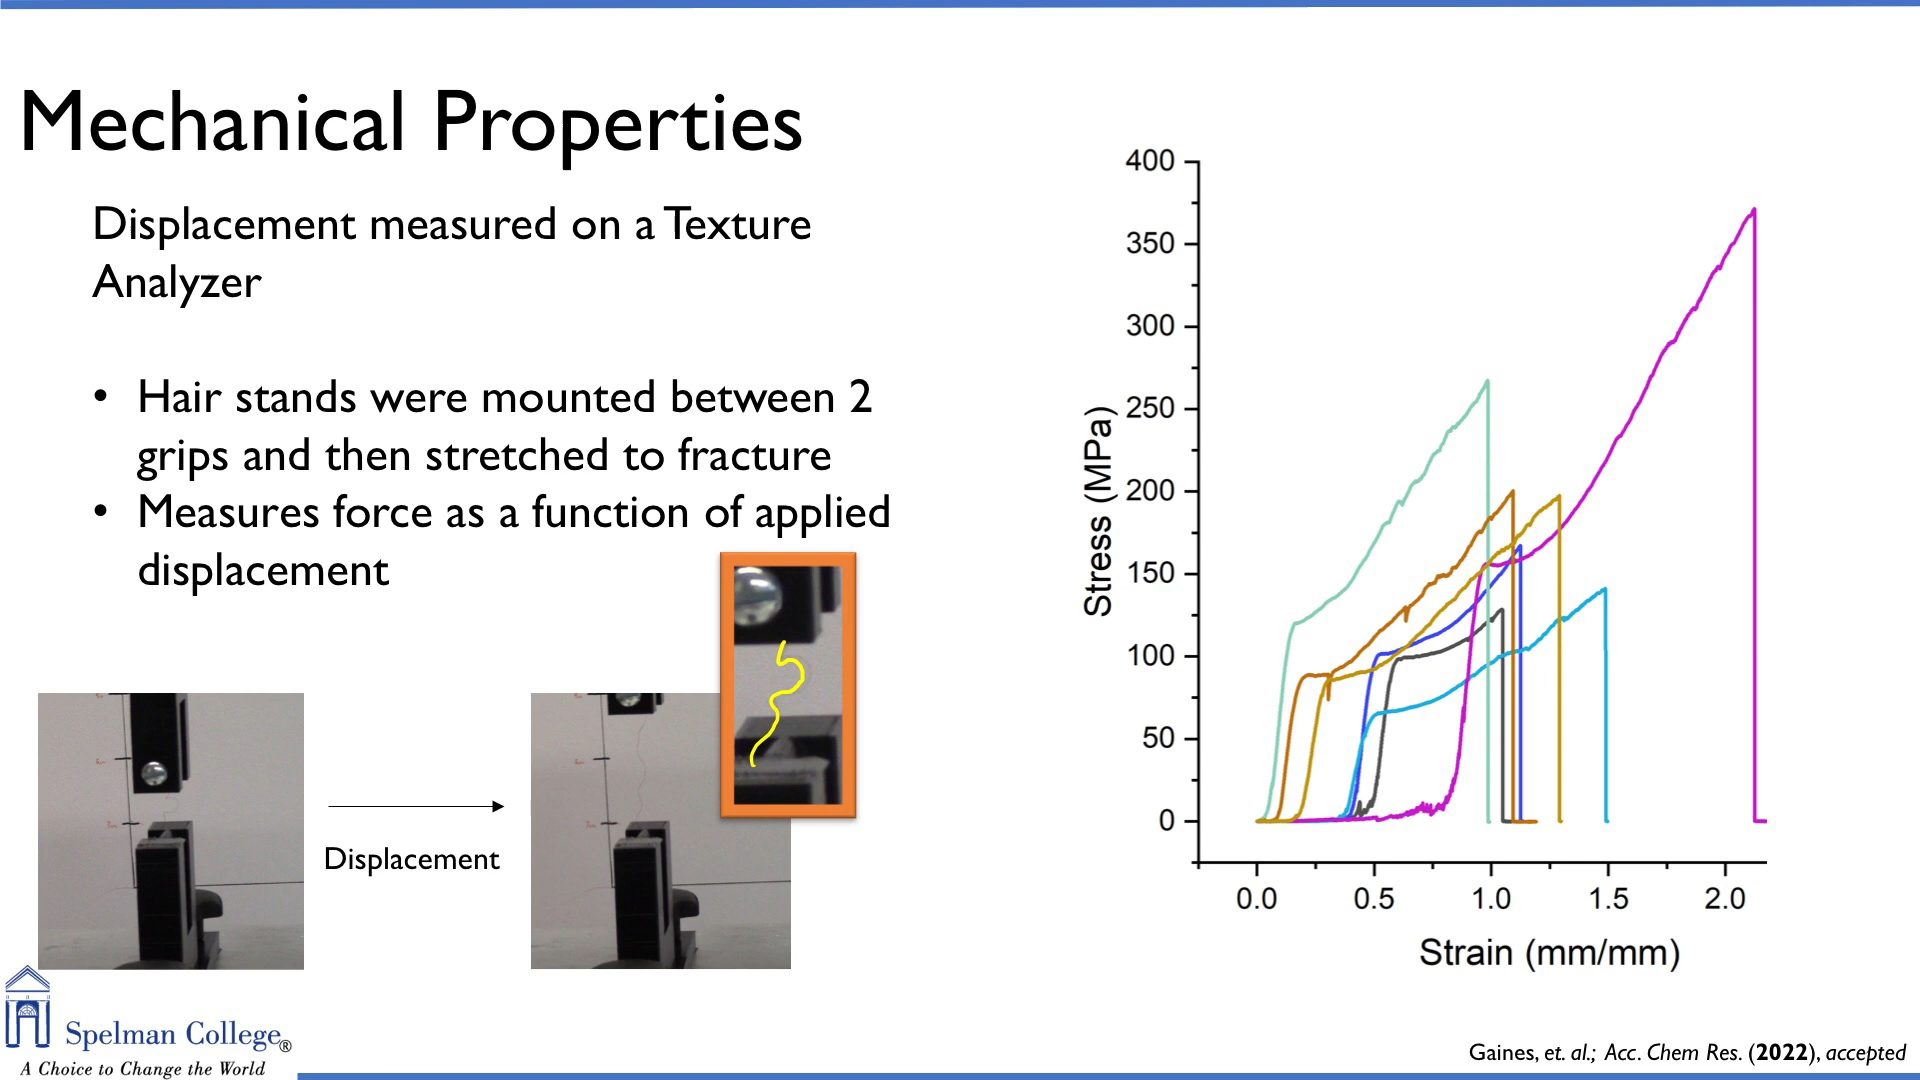 Mechanical Properties
Displacement measured on a Texture
Analyzer
• Hair stands were mounted between 2
grips and then stretched to fracture
• Measures force as a function of applied
displacement
Displacement
400
350
300
250
200
150
100
50
0
Stress (MPa)
0.0 0.5 1.0 1.5 2.0
Strain (mm/mm)
Spelman College®
A Choice to Change the World
Gaines, et. al.; Acc. Chem Res. (2022), accepted